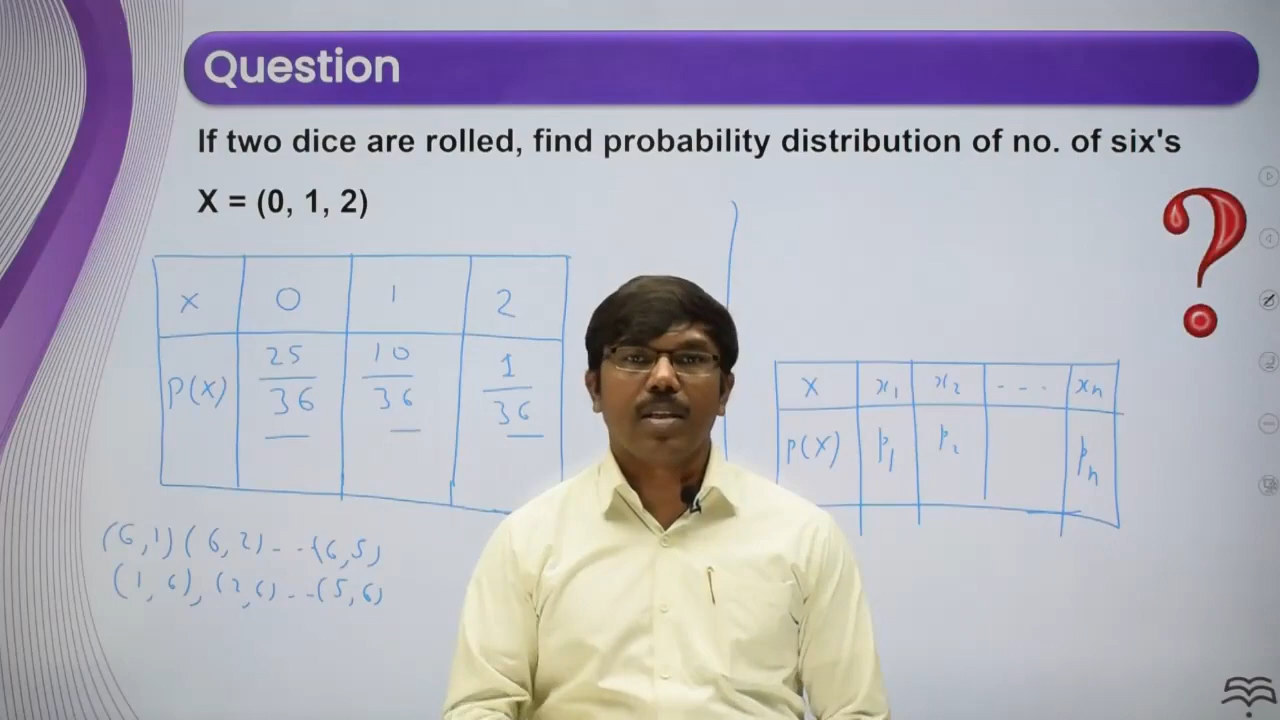 Question
If two dice are rolled, find probability distribution of no. of six's
X = (0, 1, 2)
X 0 1 2
P(X) 25/36 10/36 1/36
(6,1) (6,2) - - (6,5)
(1,6), (2,6) - - (5,6)
X x₁ x₂ - - - xₙ
P(X) p₁ p₂ pₙ